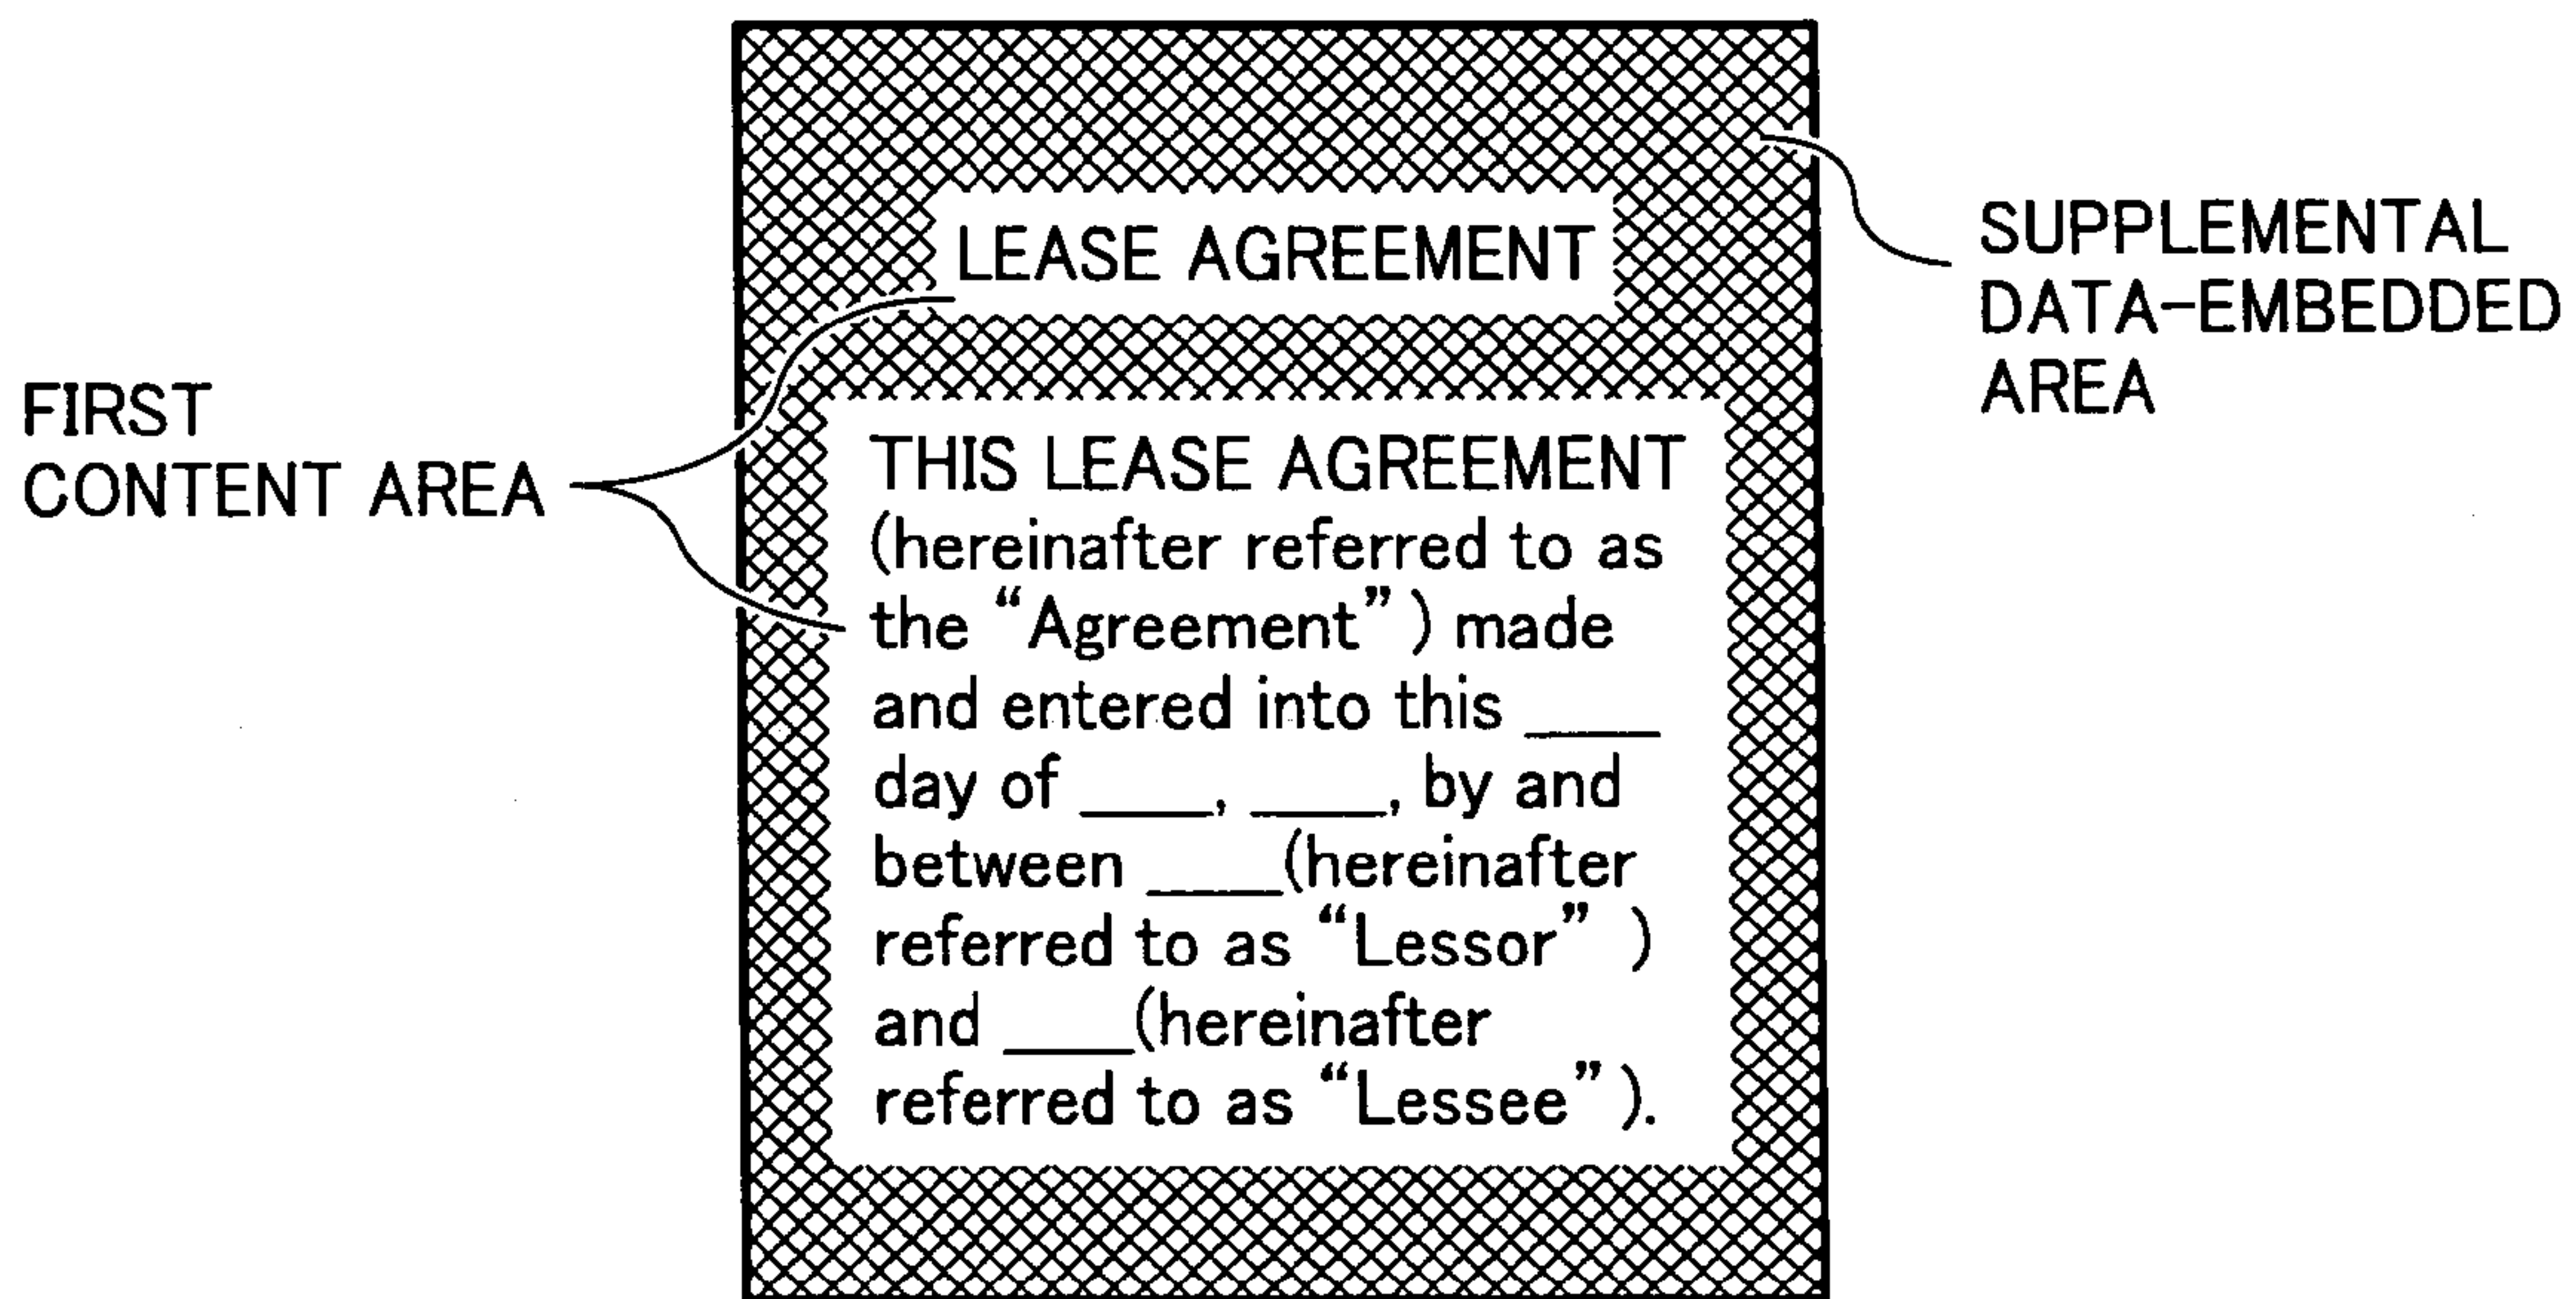 LEASE AGREEMENT
SUPPLEMENTAL
DATA-EMBEDDED
AREA
FIRST
CONTENT AREA
THIS LEASE AGREEMENT
(hereinafter referred to as
the “Agreement”) made
and entered into this ____
day of ____, ____, by and
between ____(hereinafter
referred to as “Lessor” )
and ____(hereinafter
referred to as “Lessee”).